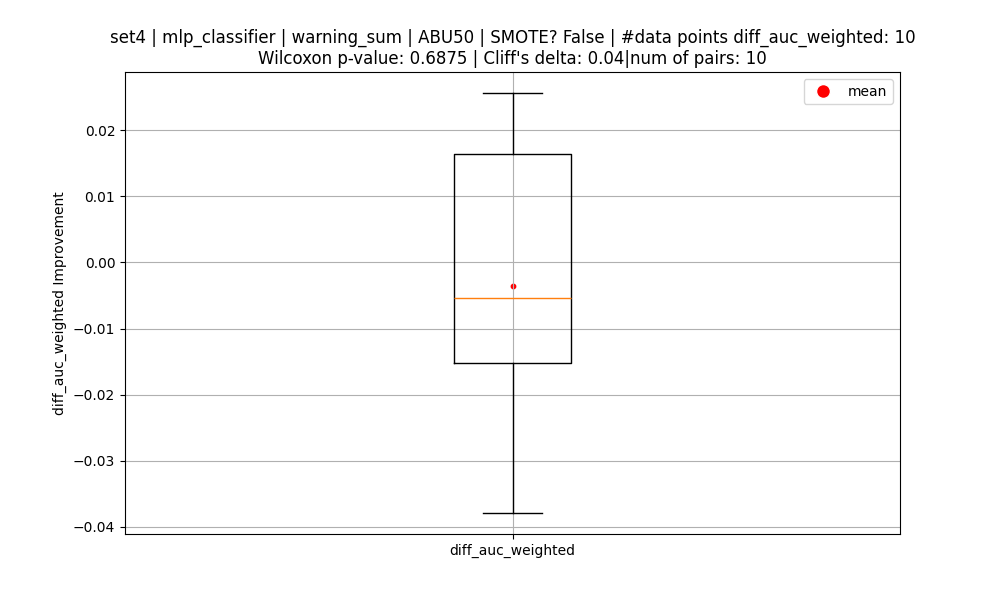 set4 | mlp_classifier | warning_sum | ABU50 | SMOTE? False | #data points diff_auc_weighted: 10
Wilcoxon p-value: 0.6875 | Cliff's delta: 0.04|num of pairs: 10
mean
0.02
0.01
0.00
−0.01
−0.02
−0.03
−0.04
diff_auc_weighted Improvement
diff_auc_weighted